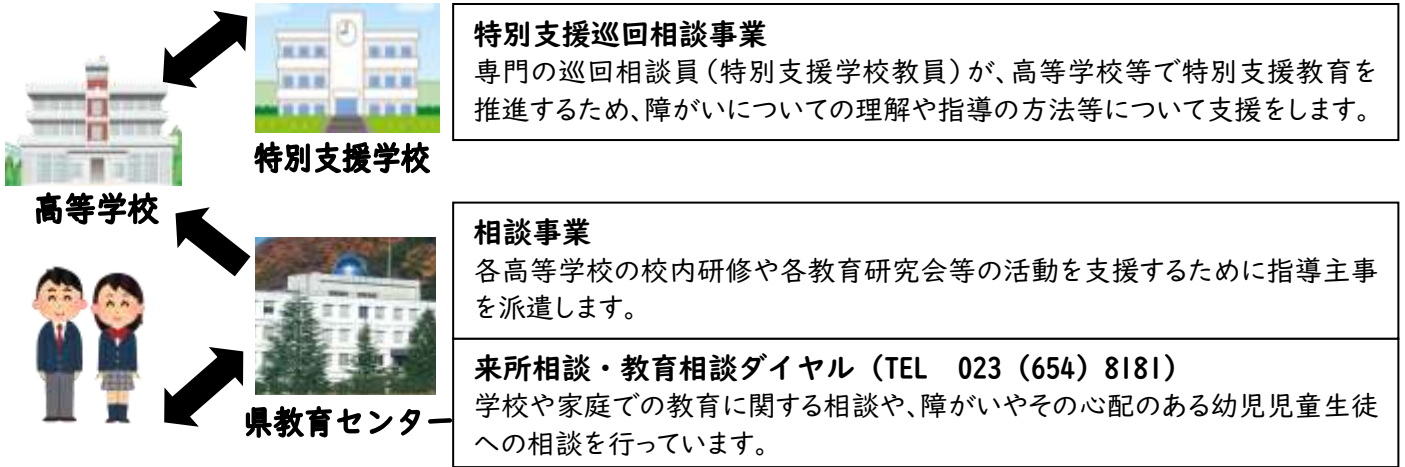 特別支援巡回相談事業
専門の巡回相談員（特別支援学校教員）が、高等学校等で特別支援教育を
推進するため、障がいについての理解や指導の方法等について支援をします。
特別支援学校
高等学校
相談事業
各高等学校の校内研修や各教育研究会等の活動を支援するために指導主事
を派遣します。
来所相談・教育相談ダイヤル（TEL　023（654）8181）
学校や家庭での教育に関する相談や、障がいやその心配のある幼児児童生徒
への相談を行っています。
県教育センター